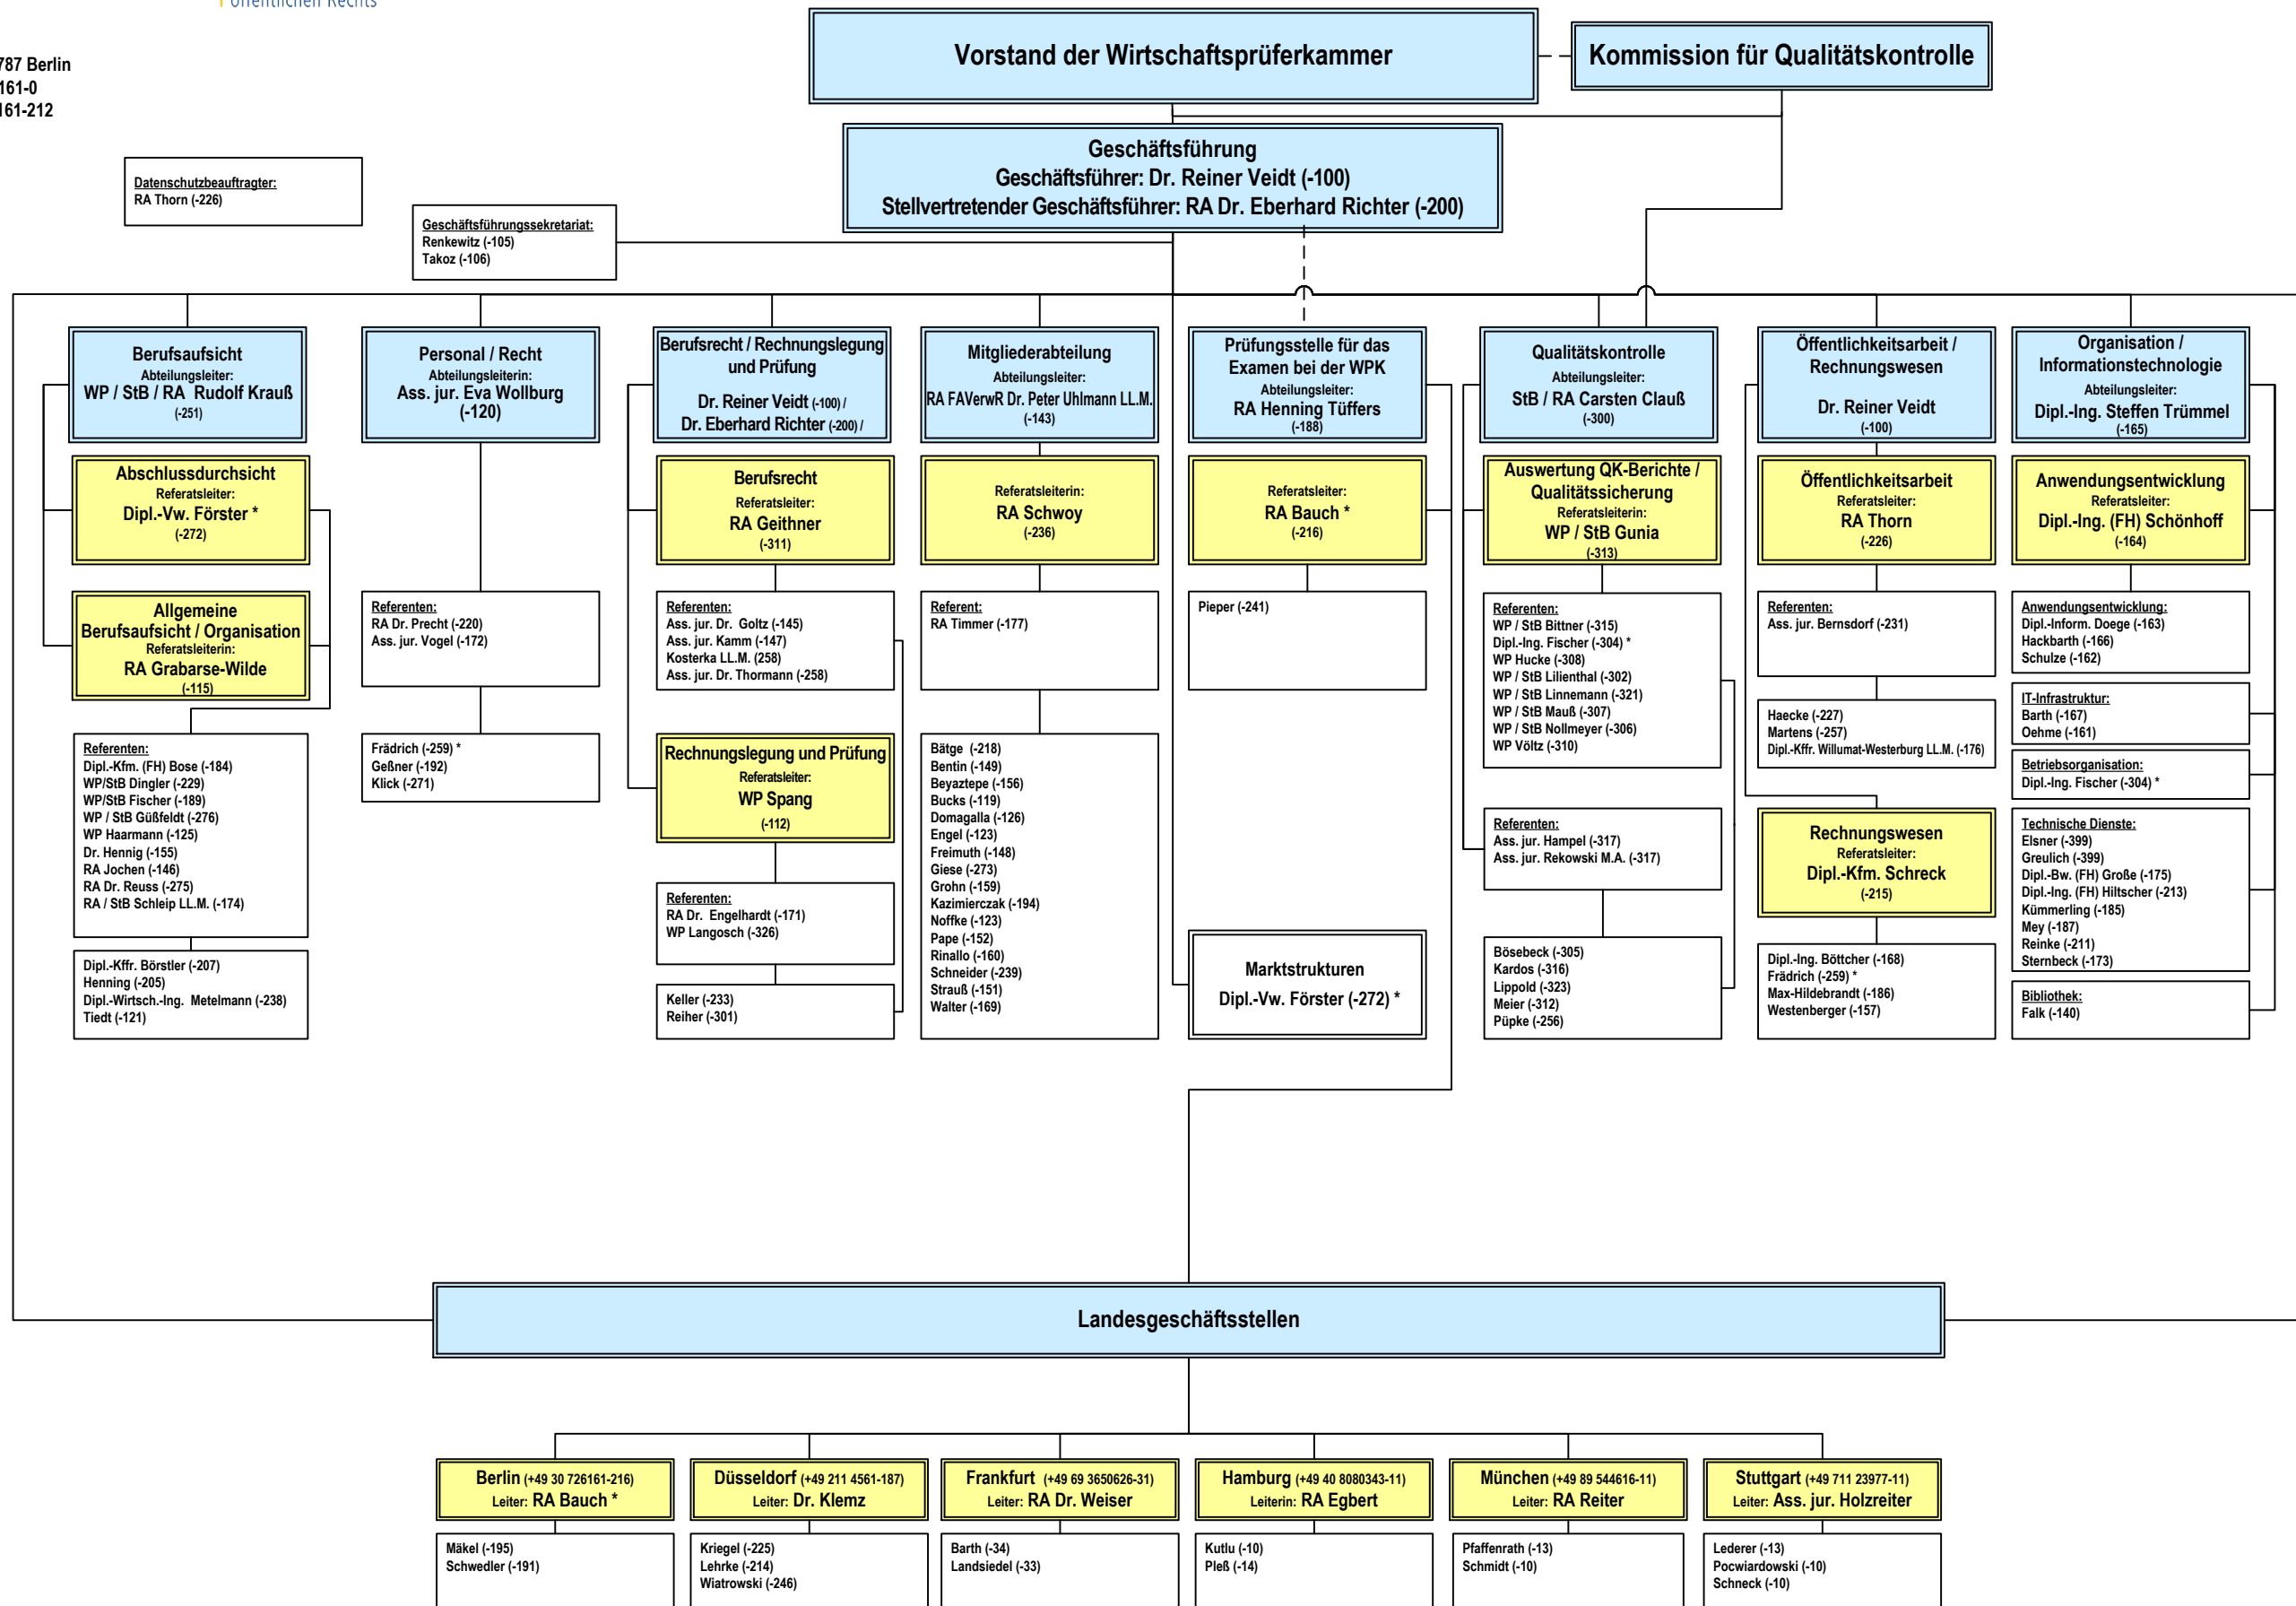 öffentlichen Rechts
787 Berlin
161-0
161-212
Vorstand der Wirtschaftsprüferkammer
Kommission für Qualitätskontrolle
Geschäftsführung
Geschäftsführer: Dr. Reiner Veidt (-100)
Stellvertretender Geschäftsführer: RA Dr. Eberhard Richter (-200)
Datenschutzbeauftragter:
RA Thorn (-226)
Geschäftsführungssekretariat:
Renkewitz (-105)
Takoz (-106)
Berufsaufsicht
Abteilungsleiter:
WP / StB / RA Rudolf Krauß
(-251)
Abschlussdurchsicht
Referatsleiter:
Dipl.-Vw. Förster *
(-272)
Allgemeine
Berufsaufsicht / Organisation
Referatsleiterin:
RA Grabarse-Wilde
(-115)
Referenten:
Dipl.-Kfm. (FH) Bose (-184)
WP/StB Dingler (-229)
WP/StB Fischer (-189)
WP / StB Güßfeldt (-276)
WP Haarmann (-125)
Dr. Hennig (-155)
RA Jochen (-146)
RA Dr. Reuss (-275)
RA / StB Schleip LL.M. (-174)
Dipl.-Kffr. Börstler (-207)
Henning (-205)
Dipl.-Wirtsch.-Ing. Metelmann (-238)
Tiedt (-121)
Personal / Recht
Abteilungsleiterin:
Ass. jur. Eva Wollburg
(-120)
Referenten:
RA Dr. Precht (-220)
Ass. jur. Vogel (-172)
Frädrich (-259) *
Geßner (-192)
Klick (-271)
Berufsrecht / Rechnungslegung
und Prüfung
Dr. Reiner Veidt (-100) /
Dr. Eberhard Richter (-200) /
Berufsrecht
Referatsleiter:
RA Geithner
(-311)
Referenten:
Ass. jur. Dr. Goltz (-145)
Ass. jur. Kamm (-147)
Kosterka LL.M. (258)
Ass. jur. Dr. Thormann (-258)
Rechnungslegung und Prüfung
Referatsleiter:
WP Spang
(-112)
Referenten:
RA Dr. Engelhardt (-171)
WP Langosch (-326)
Keller (-233)
Reiher (-301)
Mitgliederabteilung
Abteilungsleiter:
RA FAVerwR Dr. Peter Uhlmann LL.M.
(-143)
Referatsleiterin:
RA Schwoy
(-236)
Referent:
RA Timmer (-177)
Bätge (-218)
Bentin (-149)
Beyaztepe (-156)
Bucks (-119)
Domagalla (-126)
Engel (-123)
Freimuth (-148)
Giese (-273)
Grohn (-159)
Kazimierczak (-194)
Noffke (-123)
Pape (-152)
Rinallo (-160)
Schneider (-239)
Strauß (-151)
Walter (-169)
Prüfungsstelle für das
Examen bei der WPK
Abteilungsleiter:
RA Henning Tüffers
(-188)
Referatsleiter:
RA Bauch *
(-216)
Pieper (-241)
Marktstrukturen
Dipl.-Vw. Förster (-272) *
Qualitätskontrolle
Abteilungsleiter:
StB / RA Carsten Clauß
(-300)
Auswertung QK-Berichte /
Qualitätssicherung
Referatsleiterin:
WP / StB Gunia
(-313)
Referenten:
WP / StB Bittner (-315)
Dipl.-Ing. Fischer (-304) *
WP Hucke (-308)
WP / StB Lilienthal (-302)
WP / StB Linnemann (-321)
WP / StB Mauß (-307)
WP / StB Nollmeyer (-306)
WP Völtz (-310)
Referenten:
Ass. jur. Hampel (-317)
Ass. jur. Rekowski M.A. (-317)
Bösebeck (-305)
Kardos (-316)
Lippold (-323)
Meier (-312)
Püpke (-256)
Öffentlichkeitsarbeit /
Rechnungswesen
Dr. Reiner Veidt
(-100)
Öffentlichkeitsarbeit
Referatsleiter:
RA Thorn
(-226)
Referenten:
Ass. jur. Bernsdorf (-231)
Haecke (-227)
Martens (-257)
Dipl.-Kffr. Willumat-Westerburg LL.M. (-176)
Rechnungswesen
Referatsleiter:
Dipl.-Kfm. Schreck
(-215)
Dipl.-Ing. Böttcher (-168)
Frädrich (-259) *
Max-Hildebrandt (-186)
Westenberger (-157)
Organisation /
Informationstechnologie
Abteilungsleiter:
Dipl.-Ing. Steffen Trümmel
(-165)
Anwendungsentwicklung
Referatsleiter:
Dipl.-Ing. (FH) Schönhoff
(-164)
Anwendungsentwicklung:
Dipl.-Inform. Doege (-163)
Hackbarth (-166)
Schulze (-162)
IT-Infrastruktur:
Barth (-167)
Oehme (-161)
Betriebsorganisation:
Dipl.-Ing. Fischer (-304) *
Technische Dienste:
Elsner (-399)
Greulich (-399)
Dipl.-Bw. (FH) Große (-175)
Dipl.-Ing. (FH) Hiltscher (-213)
Kümmerling (-185)
Mey (-187)
Reinke (-211)
Sternbeck (-173)
Bibliothek:
Falk (-140)
Landesgeschäftsstellen
Berlin (+49 30 726161-216)
Leiter: RA Bauch *
Mäkel (-195)
Schwedler (-191)
Düsseldorf (+49 211 4561-187)
Leiter: Dr. Klemz
Kriegel (-225)
Lehrke (-214)
Wiatrowski (-246)
Frankfurt (+49 69 3650626-31)
Leiter: RA Dr. Weiser
Barth (-34)
Landsiedel (-33)
Hamburg (+49 40 8080343-11)
Leiterin: RA Egbert
Kutlu (-10)
Pleß (-14)
München (+49 89 544616-11)
Leiter: RA Reiter
Pfaffenrath (-13)
Schmidt (-10)
Stuttgart (+49 711 23977-11)
Leiter: Ass. jur. Holzreiter
Lederer (-13)
Pocwiardowski (-10)
Schneck (-10)